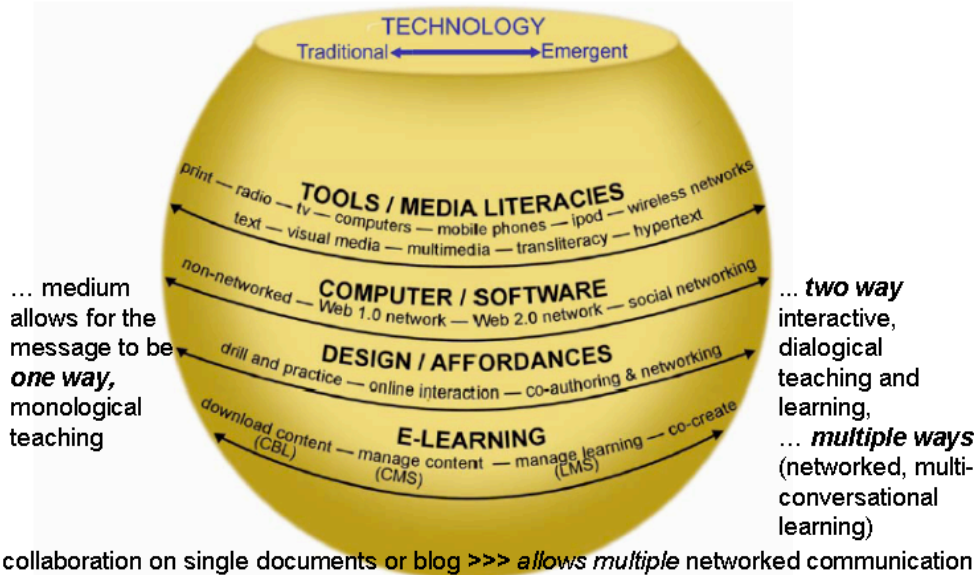 TECHNOLOGY
Traditional Emergent
TOOLS / MEDIA LITERACIES
print — radio — tv — computers — mobile phones — ipod — wireless networks
text — visual media — multimedia — transliteracy — hypertext
COMPUTER / SOFTWARE
non-networked — Web 1.0 network — Web 2.0 network — social networking
DESIGN / AFFORDANCES
drill and practice — online interaction — co-authoring & networking
E-LEARNING
download content — manage content — manage learning — co-create
(CBL) (CMS) (LMS)
... medium
allows for the
message to be
one way,
monological
teaching
... two way
interactive,
dialogical
teaching and
learning,
... multiple ways
(networked, multi-
conversational
learning)
collaboration on single documents or blog >>> allows multiple networked communication